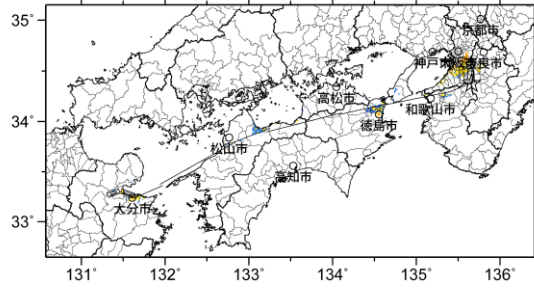 35°
34°
33°
131°
132°
133°
134°
135°
136°
京都市
神戸市
大阪市
奈良市
高松市
和歌山市
徳島市
松山市
高知市
大分市